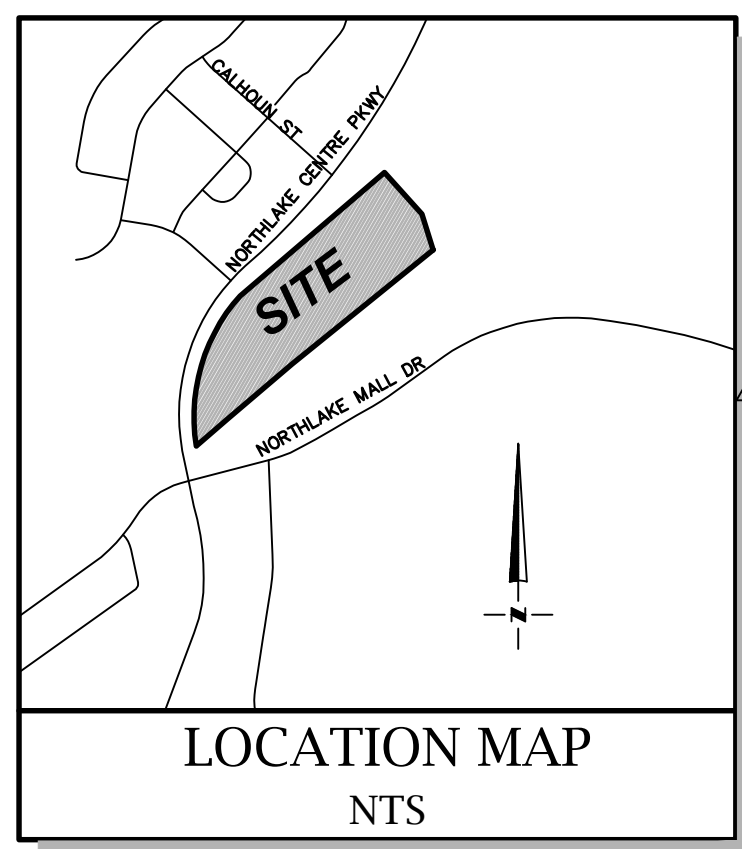 CALHOUN ST
NORTHLAKE CENTRE PKWY
SITE
NORTHLAKE MALL DR
N
LOCATION MAP
NTS